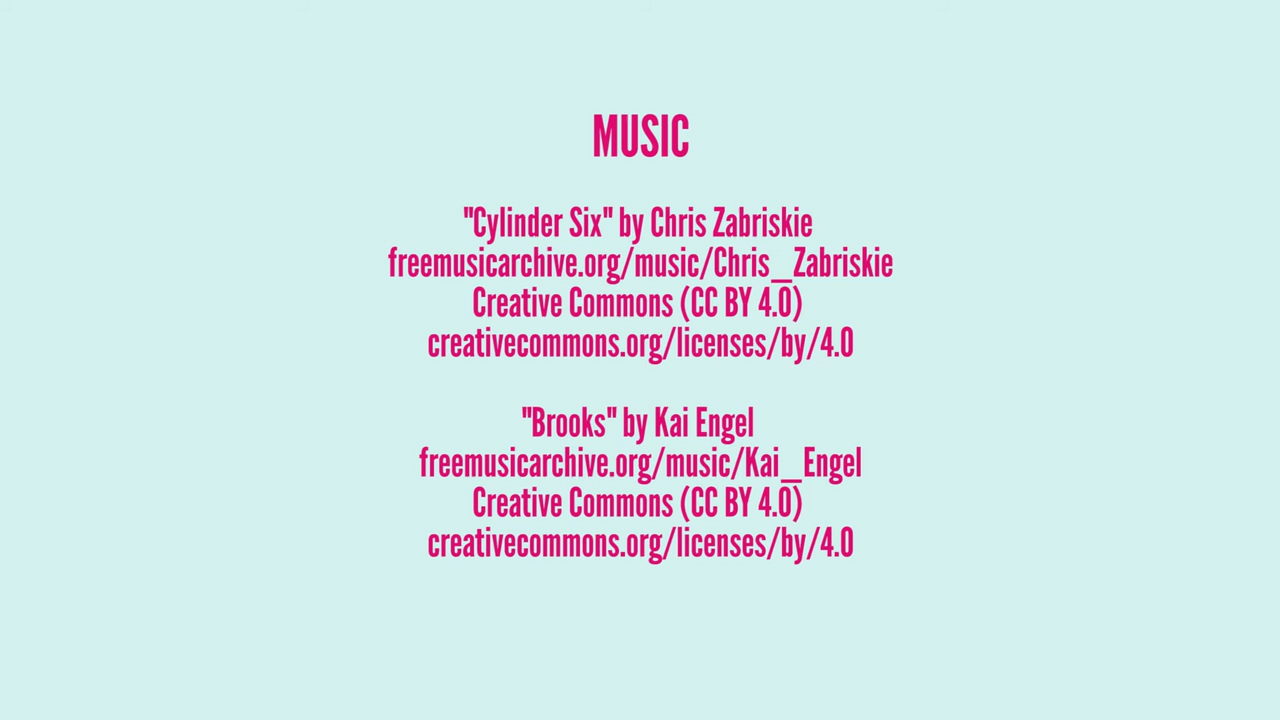 MUSIC
"Cylinder Six" by Chris Zabriskie
freemusicarchive.org/music/Chris_Zabriskie
Creative Commons (CC BY 4.0)
creativecommons.org/licenses/by/4.0
"Brooks" by Kai Engel
freemusicarchive.org/music/Kai_Engel
Creative Commons (CC BY 4.0)
creativecommons.org/licenses/by/4.0